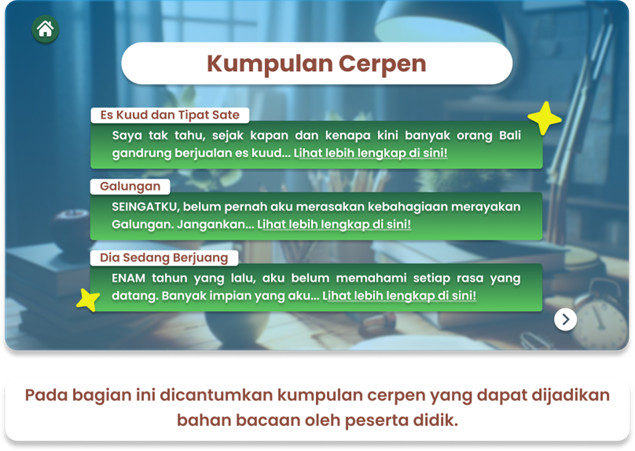 Kumpulan Cerpen
Es Kuud dan Tipat Sate
Saya tak tahu, sejak kapan dan kenapa kini banyak orang Bali
gandrung berjualan es kuud... Lihat lebih lengkap di sini!
Galungan
SEINGATKU, belum pernah aku merasakan kebahagiaan merayakan
Galungan. Jangankan... Lihat lebih lengkap di sini!
Dia Sedang Berjuang
ENAM tahun yang lalu, aku belum memahami setiap rasa yang
datang. Banyak impian yang aku... Lihat lebih lengkap di sini!
Pada bagian ini dicantumkan kumpulan cerpen yang dapat dijadikan
bahan bacaan oleh peserta didik.